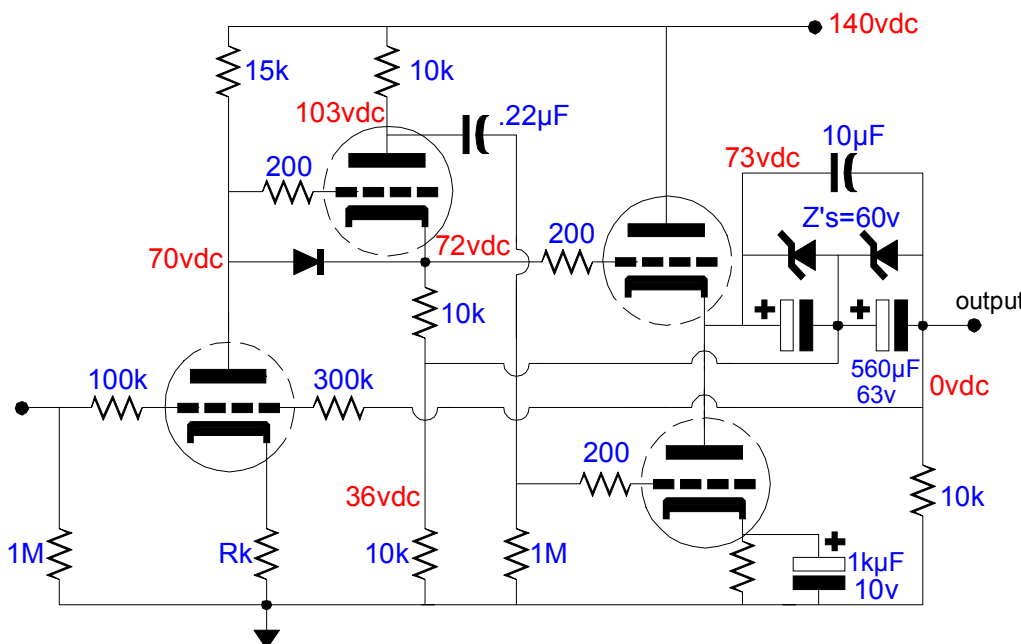 140vdc
15k
10k
103vdc
.22µF
10µF
73vdc
200
Z's=60v
70vdc
72vdc
200
+
+
output
10k
560µF
63v
0vdc
100k
300k
200
36vdc
10k
1M
Rk
10k
1M
+
1kµF
10v